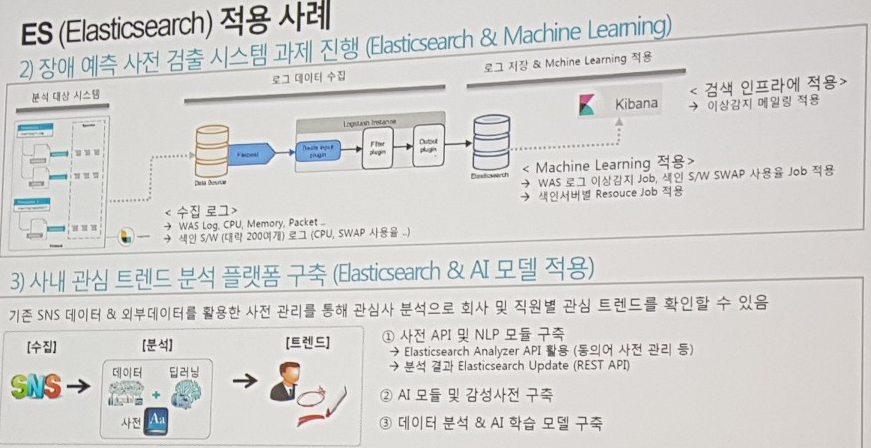 ES (Elasticsearch) 적용 사례
2) 장애 예측 사전 검출 시스템 과제 진행 (Elasticsearch & Machine Learning)
분석 대상 시스템
로그 데이터 수집
로그 저장 & Mchine Learning 적용
Logstash Instance
Data Source
Filebeat
Beats input
plugin
Filter
plugin
Output
plugin
Elasticsearch
Kibana
< 검색 인프라에 적용>
→ 이상감지 메일링 적용
< Machine Learning 적용>
→ WAS 로그 이상감지 Job, 색인 S/W SWAP 사용율 Job 적용
→ 색인서버별 Resouce Job 적용
< 수집 로그>
→ WAS Log, CPU, Memory, Packet ..
→ 색인 S/W (대략 200여개) 로그 (CPU, SWAP 사용율 ..)
3) 사내 관심 트렌드 분석 플랫폼 구축 (Elasticsearch & AI 모델 적용)
기존 SNS 데이터 & 외부데이터를 활용한 사전 관리를 통해 관심사 분석으로 회사 및 직원별 관심 트렌드를 확인할 수 있음
[수집]
[분석]
[트렌드]
SNS
데이터
딥러닝
+
사전
Aa
① 사전 API 및 NLP 모듈 구축
→ Elasticsearch Analyzer API 활용 (동의어 사전 관리 등)
→ 분석 결과 Elasticsearch Update (REST API)
② AI 모듈 및 감성사전 구축
③ 데이터 분석 & AI 학습 모델 구축